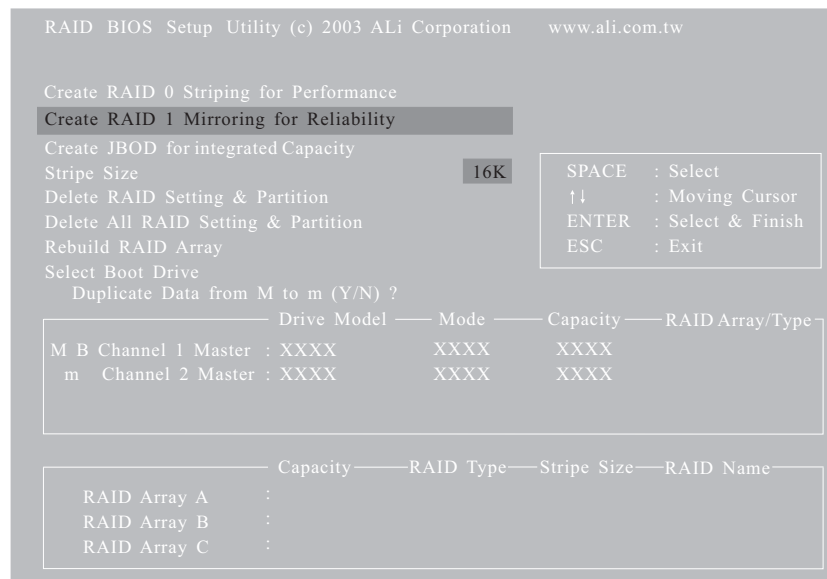 RAID BIOS Setup Utility (c) 2003 ALi Corporation www.ali.com.tw
Create RAID 0 Striping for Performance
Create RAID 1 Mirroring for Reliability
Create JBOD for integrated Capacity
Stripe Size 16K
Delete RAID Setting & Partition
Delete All RAID Setting & Partition
Rebuild RAID Array
Select Boot Drive
Duplicate Data from M to m (Y/N) ?
SPACE : Select
↑↓ : Moving Cursor
ENTER : Select & Finish
ESC : Exit
Drive Model Mode Capacity RAID Array/Type
M B Channel 1 Master : XXXX XXXX XXXX
m Channel 2 Master : XXXX XXXX XXXX
Capacity RAID Type Stripe Size RAID Name
RAID Array A :
RAID Array B :
RAID Array C :